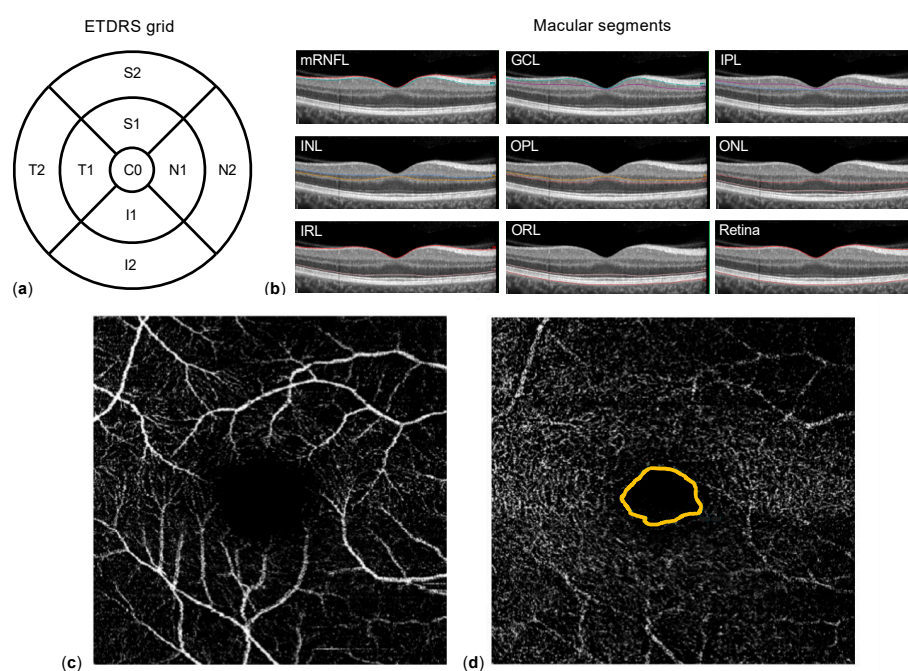 ETDRS grid
S2
S1
T2 T1 C0 N1 N2
I1
I2
(a)
Macular segments
mRNFL GCL IPL
INL OPL ONL
IRL ORL Retina
(b)
(c)
(d)